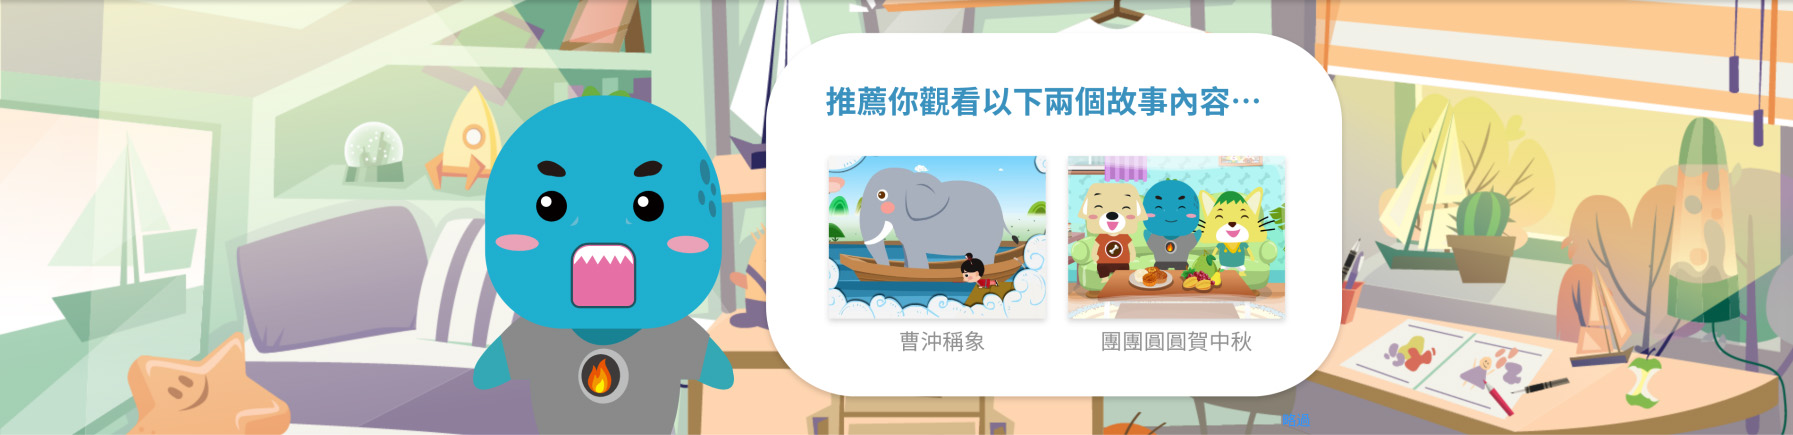 推薦你觀看以下兩個故事內容⋯
曹沖稱象
團團圓圓賀中秋